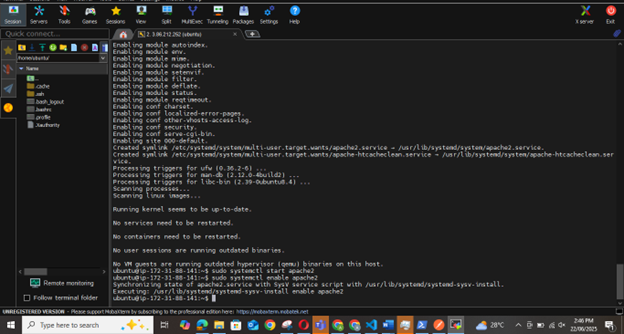 Session
Servers
Tools
Games
Sessions
View
Split
MultiExec
Tunneling
Packages
Settings
Help
X server
Exit
Quick connect...
2. 3.90.212.252 (ubuntu)
/home/ubuntu/
Name
..
.cache
.ssh
.bash_logout
.bashrc
.profile
.Xauthority
Enabling module autoindex.
Enabling module env.
Enabling module mime.
Enabling module negotiation.
Enabling module setenvif.
Enabling module filter.
Enabling module deflate.
Enabling module status.
Enabling module reqtimeout.
Enabling conf charset.
Enabling conf localized-error-pages.
Enabling conf other-vhosts-access-log.
Enabling conf security.
Enabling conf serve-cgi-bin.
Enabling site 000-default.
Created symlink /etc/systemd/system/multi-user.target.wants/apache2.service → /usr/lib/systemd/system/apache2.service.
Created symlink /etc/systemd/system/multi-user.target.wants/apache-htcacheclean.service → /usr/lib/systemd/system/apache-htcacheclean.ser
vice.
Processing triggers for ufw (0.36.2-6) ...
Processing triggers for man-db (2.12.0-4build2) ...
Processing triggers for libc-bin (2.39-0ubuntu8.4) ...
Scanning processes...
Scanning linux images...
Running kernel seems to be up-to-date.
No services need to be restarted.
No containers need to be restarted.
No user sessions are running outdated binaries.
No VM guests are running outdated hypervisor (qemu) binaries on this host.
ubuntu@ip-172-31-88-141:~$ sudo systemctl start apache2
ubuntu@ip-172-31-88-141:~$ sudo systemctl enable apache2
Synchronizing state of apache2.service with SysV service script with /usr/lib/systemd/systemd-sysv-install.
Executing: /usr/lib/systemd/systemd-sysv-install enable apache2
ubuntu@ip-172-31-88-141:~$
Remote monitoring
Follow terminal folder
UNREGISTERED VERSION - Please support MobaXterm by subscribing to the professional edition here: https://mobaxterm.mobatek.net
Type here to search
28°C
ENG
2:46 PM
22/06/2025